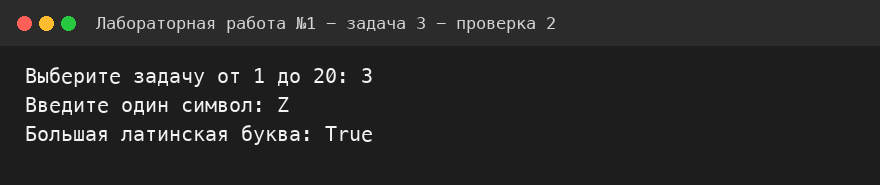 Лабораторная работа №1 — задача 3 — проверка 2
Выберите задачу от 1 до 20: 3
Введите один символ: Z
Большая латинская буква: True